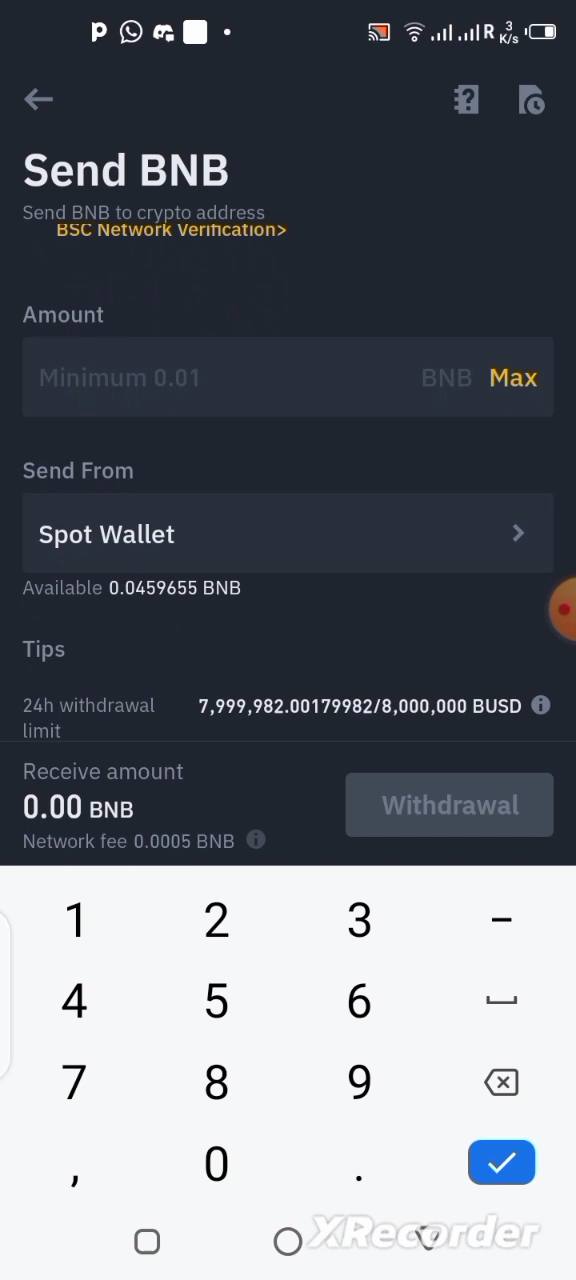 R 3 K/s
Send BNB
Send BNB to crypto address
BSC Network Verification>
Amount
Minimum 0.01 BNB Max
Send From
Spot Wallet
Available 0.0459655 BNB
Tips
24h withdrawal limit 7,999,982.00179982/8,000,000 BUSD
Receive amount
0.00 BNB
Network fee 0.0005 BNB
Withdrawal
1 2 3 -
4 5 6
7 8 9
, 0 .
XRecorder